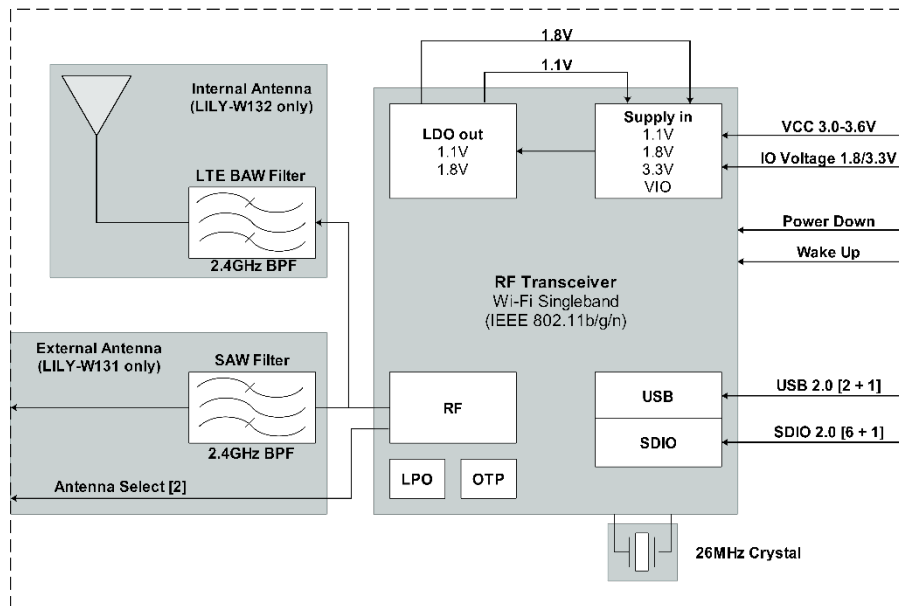 1.8V
1.1V
Internal Antenna
(LILY-W132 only)
LTE BAW Filter
2.4GHz BPF
LDO out
1.1V
1.8V
Supply in
1.1V
1.8V
3.3V
VIO
VCC 3.0-3.6V
IO Voltage 1.8/3.3V
Power Down
Wake Up
RF Transceiver
Wi-Fi Singleband
(IEEE 802.11b/g/n)
External Antenna
(LILY-W131 only)
SAW Filter
2.4GHz BPF
Antenna Select [2]
RF
LPO
OTP
USB
SDIO
USB 2.0 [2 + 1]
SDIO 2.0 [6 + 1]
26MHz Crystal